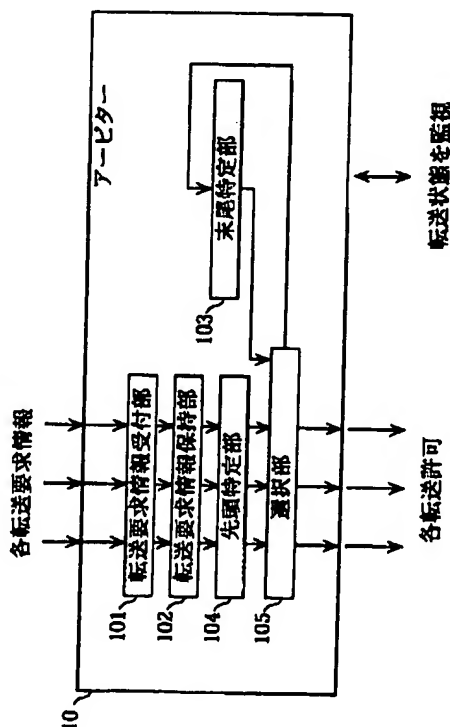 各転送要求情報
10
アービター
101
転送要求情報受付部
102
転送要求情報保持部
103
末尾特定部
104
先頭特定部
105
選択部
各転送許可
転送状態を監視